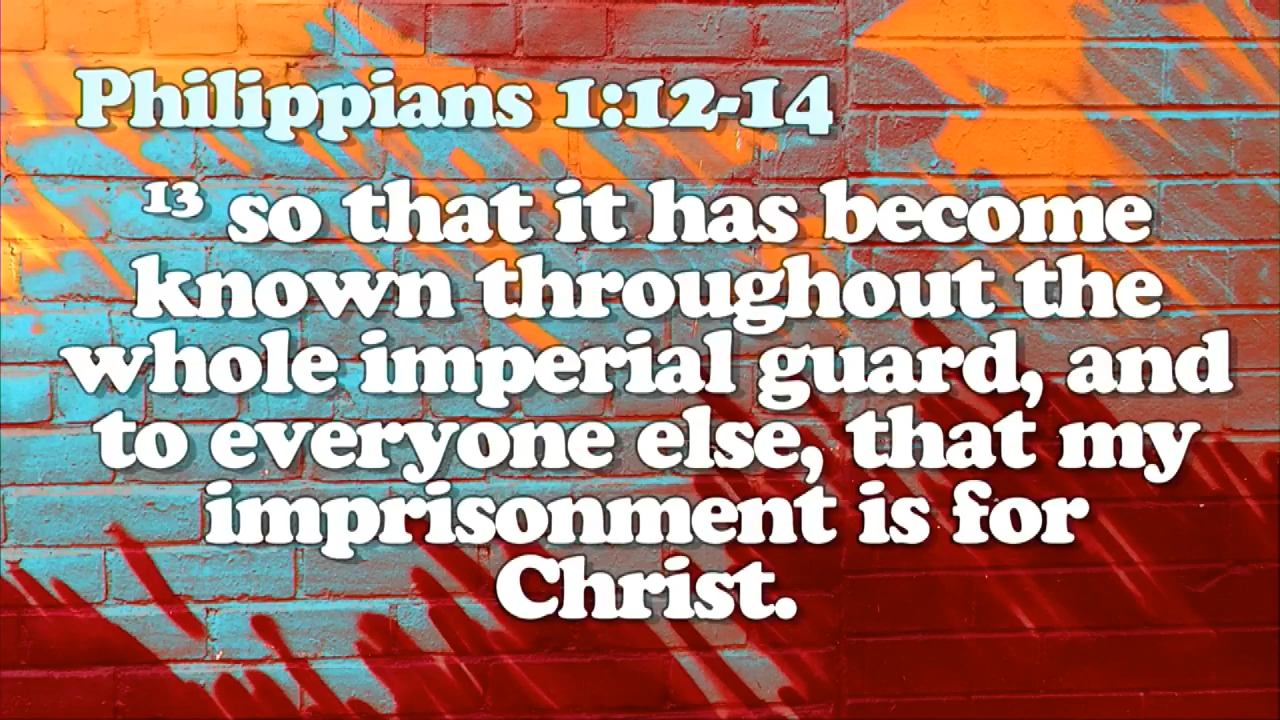 Philippians 1:12-14
¹³ so that it has become
known throughout the
whole imperial guard, and
to everyone else, that my
imprisonment is for
Christ.